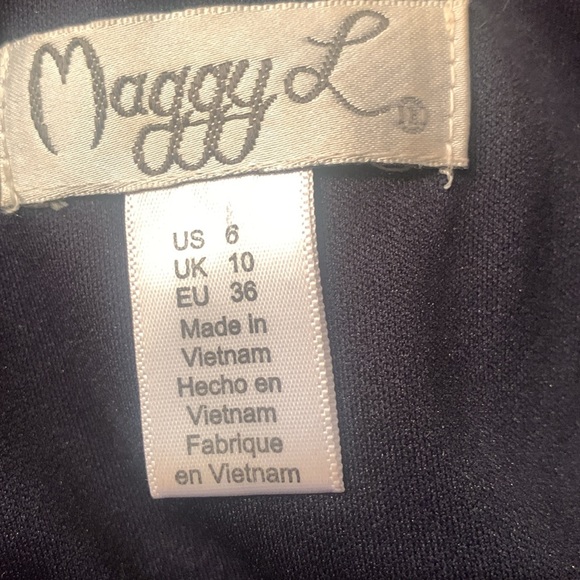 Maggy L ®
US 6
UK 10
EU 36
Made in
Vietnam
Hecho en
Vietnam
Fabrique
en Vietnam